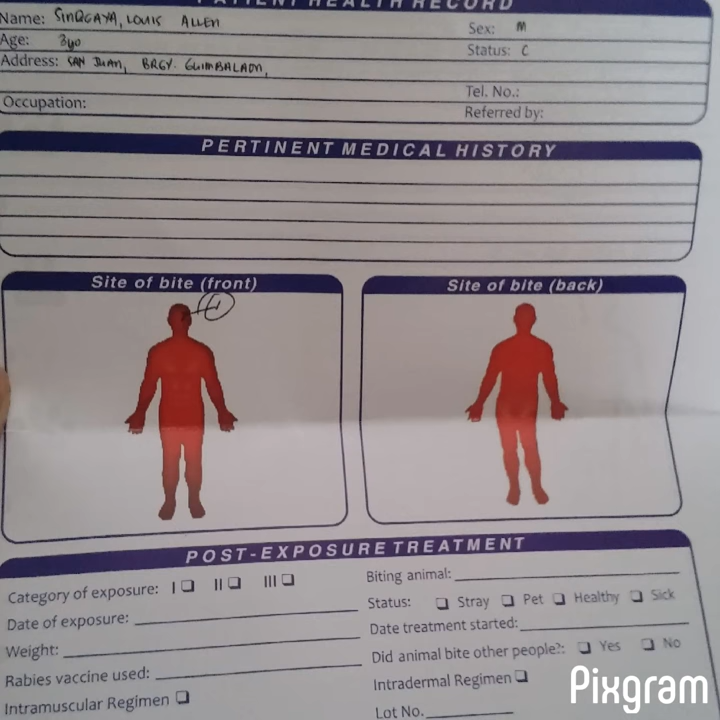 PATIENT HEALTH RECORD
Name: SINQGAYA, LOUIS ALLEN
Sex: M
Age: 3yo
Status: C
Address: SAN JUAN, BRGY. GUIMBALAON,
Tel. No.:
Occupation:
Referred by:
PERTINENT MEDICAL HISTORY
Site of bite (front)
Site of bite (back)
POST-EXPOSURE TREATMENT
Category of exposure: I ❑ II ❑ III ❑
Biting animal:
Status: ❑ Stray ❑ Pet ❑ Healthy ❑ Sick
Date of exposure:
Date treatment started:
Weight:
Did animal bite other people?: ❑ Yes ❑ No
Rabies vaccine used:
Intradermal Regimen ❑
Intramuscular Regimen ❑
Lot No.
Pixgram